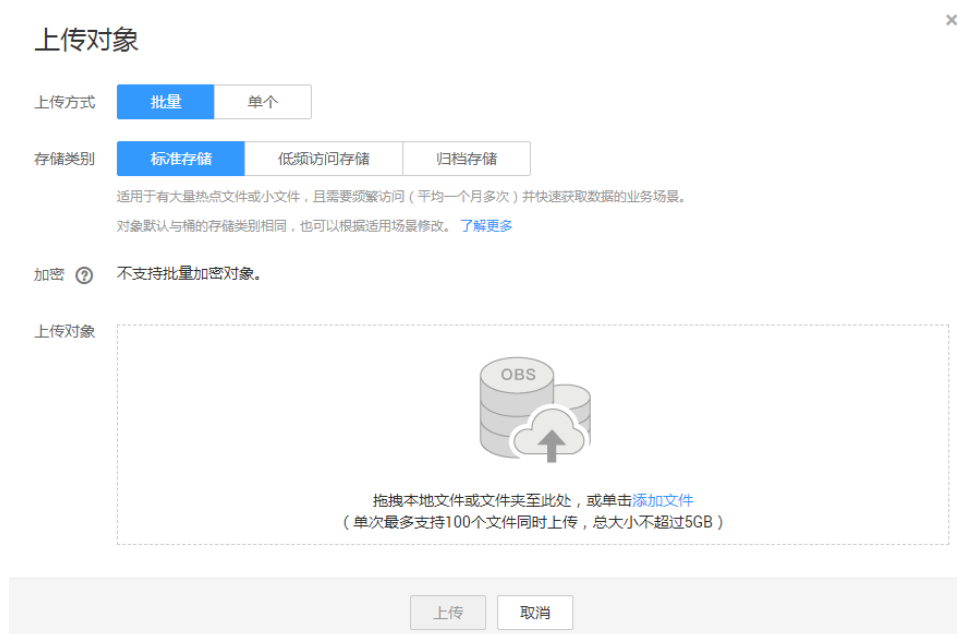 ×
上传对象
上传方式 批量 单个
存储类别 标准存储 低频访问存储 归档存储
适用于有大量热点文件或小文件，且需要频繁访问（平均一个月多次）并快速获取数据的业务场景。
对象默认与桶的存储类别相同，也可以根据适用场景修改。 了解更多
加密 ? 不支持批量加密对象。
上传对象
OBS
拖拽本地文件或文件夹至此处，或单击添加文件
（单次最多支持100个文件同时上传，总大小不超过5GB）
上传 取消